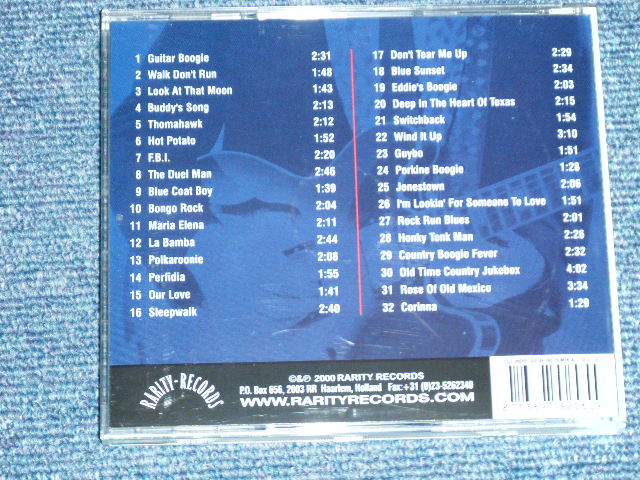 1 Guitar Boogie 2:31
2 Walk Don't Run 1:48
3 Look At That Moon 1:43
4 Buddy's Song 2:13
5 Thomahawk 2:12
6 Hot Potato 1:52
7 F.B.I. 2:20
8 The Duel Man 2:46
9 Blue Coat Boy 1:39
10 Bongo Rock 2:04
11 Maria Elena 2:11
12 La Bamba 2:44
13 Polkaroonie 2:08
14 Perfidia 1:55
15 Our Love 1:41
16 Sleepwalk 2:40
17 Don't Tear Me Up 2:29
18 Blue Sunset 2:34
19 Eddie's Boogie 2:03
20 Deep In The Heart Of Texas 2:15
21 Switchback 1:54
22 Wind It Up 3:10
23 Guybo 1:51
24 Porkine Boogie 1:28
25 Jonestown 2:06
26 I'm Lookin' For Someone To Love 1:51
27 Rock Run Blues 2:01
28 Honky Tonk Man 2:26
29 Country Boogie Fever 2:32
30 Old Time Country Jukebox 4:02
31 Rose Of Old Mexico 3:34
32 Corinna 1:29
RARITY-RECORDS
©&℗ 2000 RARITY RECORDS
P.O. Box 656, 2003 RR Haarlem, Holland Fax:+31 (0)23-5262340
WWW.RARITYRECORDS.COM